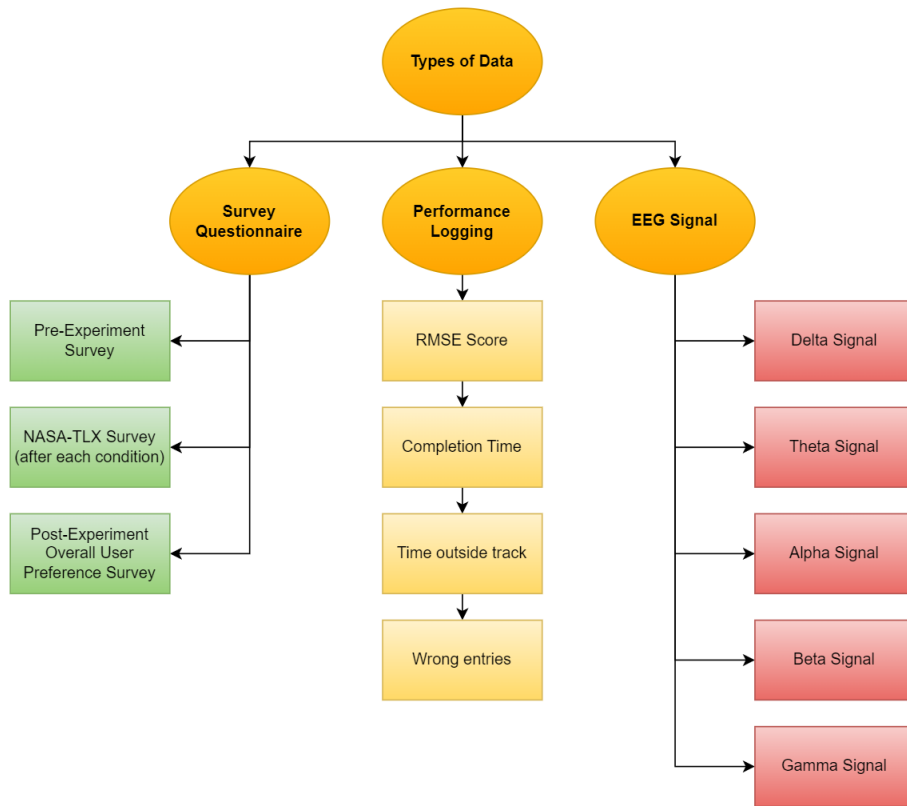 Types of Data
Survey
Questionnaire
Performance
Logging
EEG Signal
Pre-Experiment
Survey
RMSE Score
Delta Signal
NASA-TLX Survey
(after each condition)
Completion Time
Theta Signal
Post-Experiment
Overall User
Preference Survey
Time outside track
Alpha Signal
Wrong entries
Beta Signal
Gamma Signal